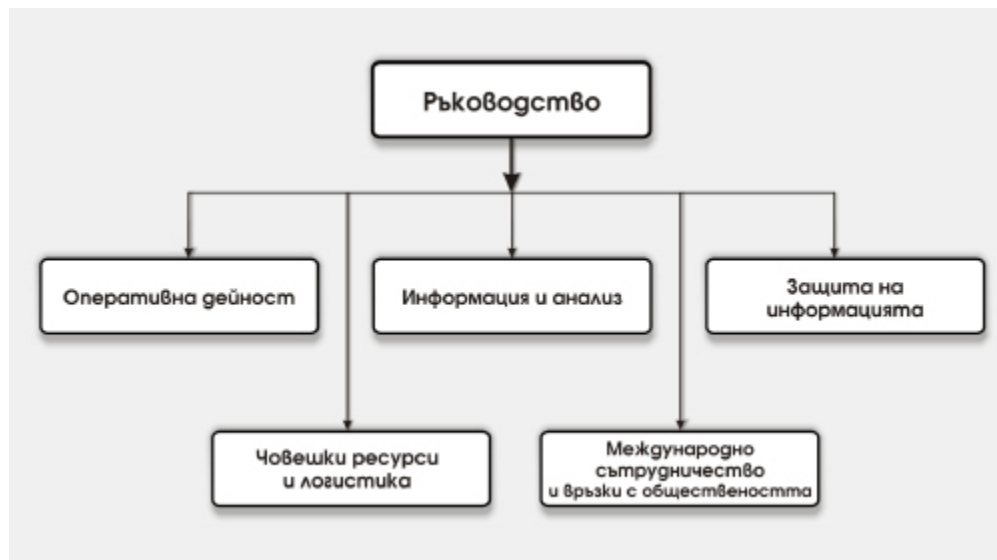 Ръководство
Оперативна дейност
Информация и анализ
Защита на
информацията
Човешки ресурси
и логистика
Международно
сътрудничество
и връзки с обществеността